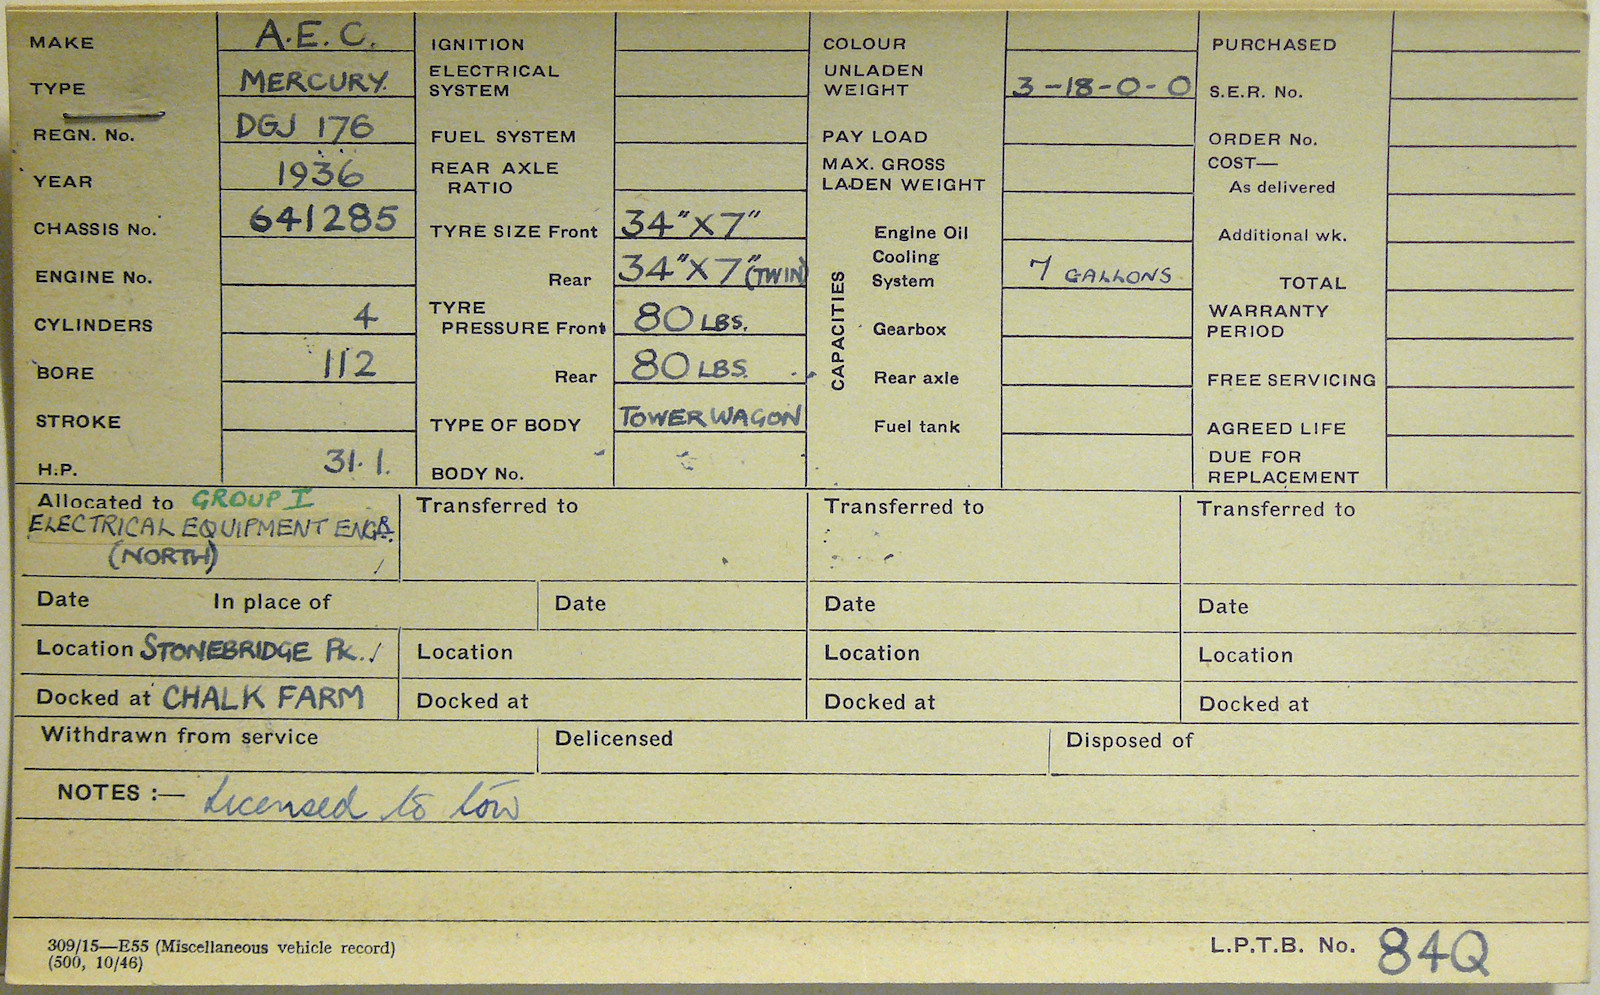 MAKE A.E.C. IGNITION COLOUR PURCHASED
TYPE MERCURY. ELECTRICAL SYSTEM UNLADEN WEIGHT 3-18-0-0 S.E.R. No.
REGN. No. DGJ 176 FUEL SYSTEM PAY LOAD ORDER No.
YEAR 1936 REAR AXLE RATIO MAX. GROSS LADEN WEIGHT COST— As delivered
CHASSIS No. 641285 TYRE SIZE Front 34"X7" Engine Oil Additional wk.
ENGINE No. Rear 34"X7" (TWIN) CAPACITIES Cooling System 7 GALLONS TOTAL
CYLINDERS 4 TYRE PRESSURE Front 80 LBS. Gearbox WARRANTY PERIOD
BORE 112 Rear 80 LBS. Rear axle FREE SERVICING
STROKE TYPE OF BODY TOWER WAGON Fuel tank AGREED LIFE
H.P. 31.1. BODY No. DUE FOR REPLACEMENT
Allocated to GROUP I Transferred to Transferred to Transferred to
ELECTRICAL EQUIPMENT ENGR.
(NORTH)
Date In place of Date Date Date
Location STONEBRIDGE PK. Location Location Location
Docked at CHALK FARM Docked at Docked at Docked at
Withdrawn from service Delicensed Disposed of
NOTES :— Licensed to tow
309/15—E55 (Miscellaneous vehicle record)
(500, 10/46)
L.P.T.B. No. 84Q